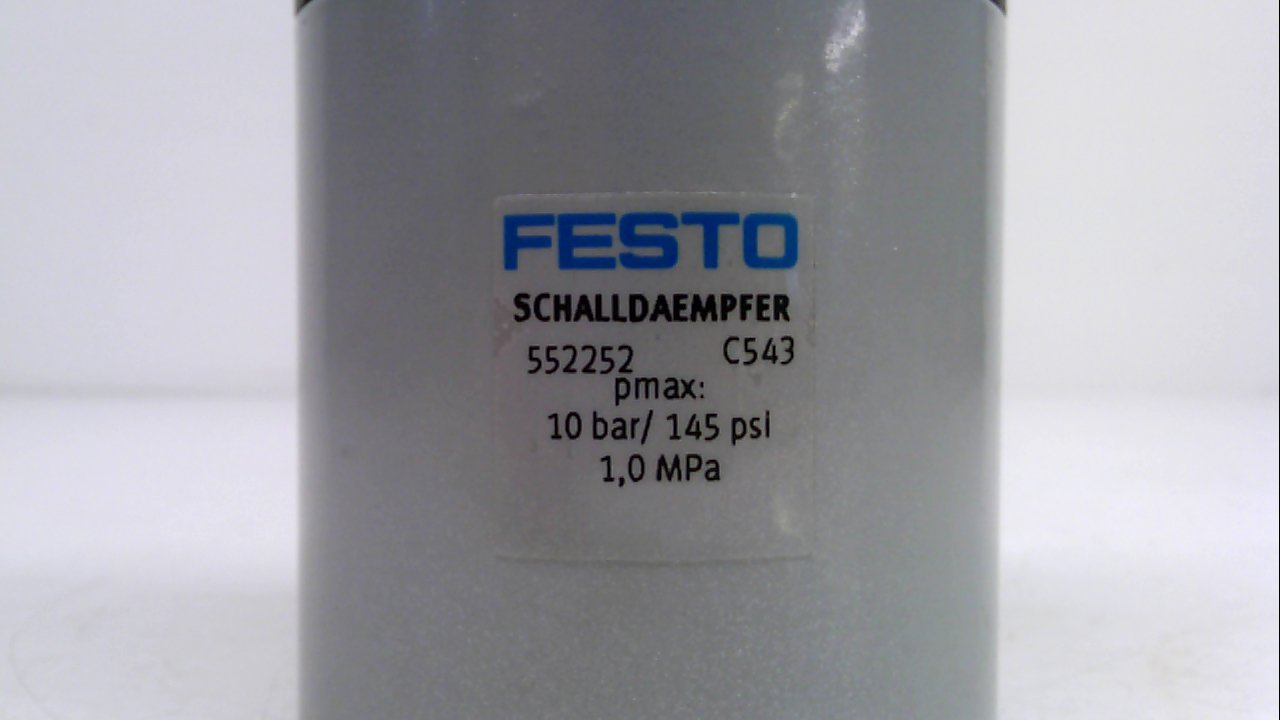 FESTO
SCHALLDAEMPFER
552252 C543
pmax:
10 bar/ 145 psi
1,0 MPa